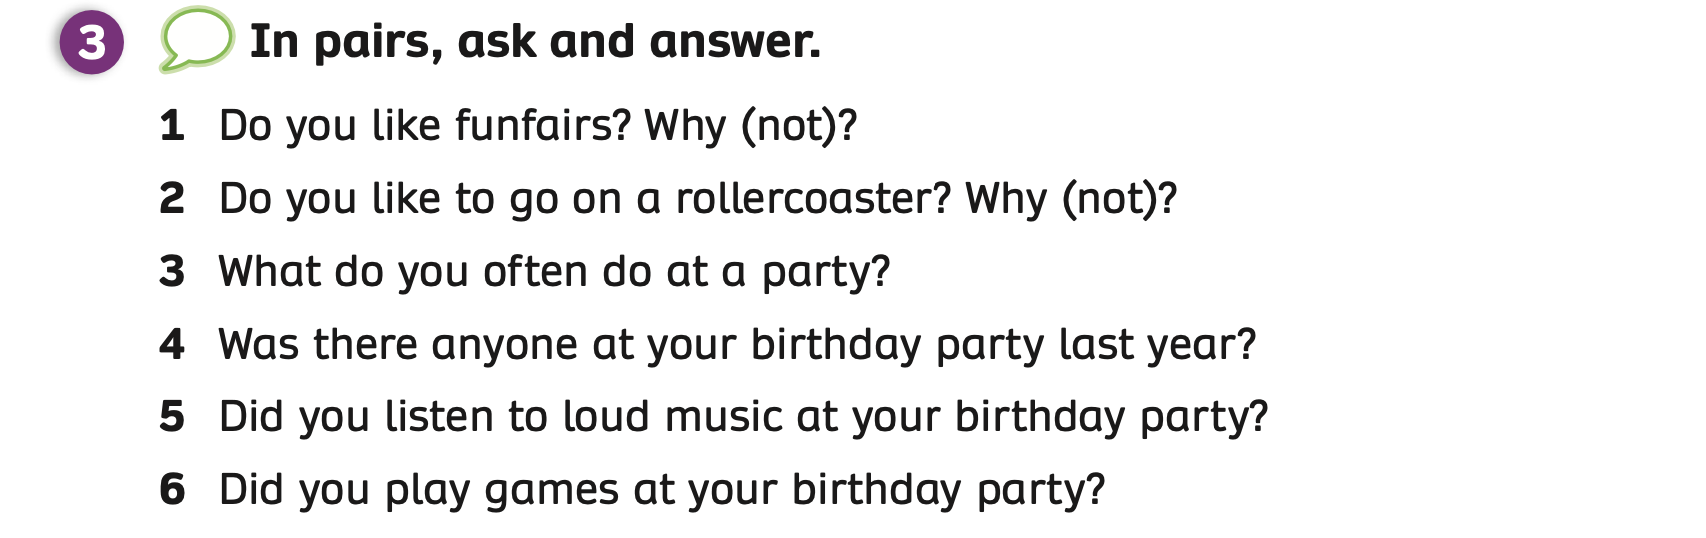 3 In pairs, ask and answer.
1 Do you like funfairs? Why (not)?
2 Do you like to go on a rollercoaster? Why (not)?
3 What do you often do at a party?
4 Was there anyone at your birthday party last year?
5 Did you listen to loud music at your birthday party?
6 Did you play games at your birthday party?